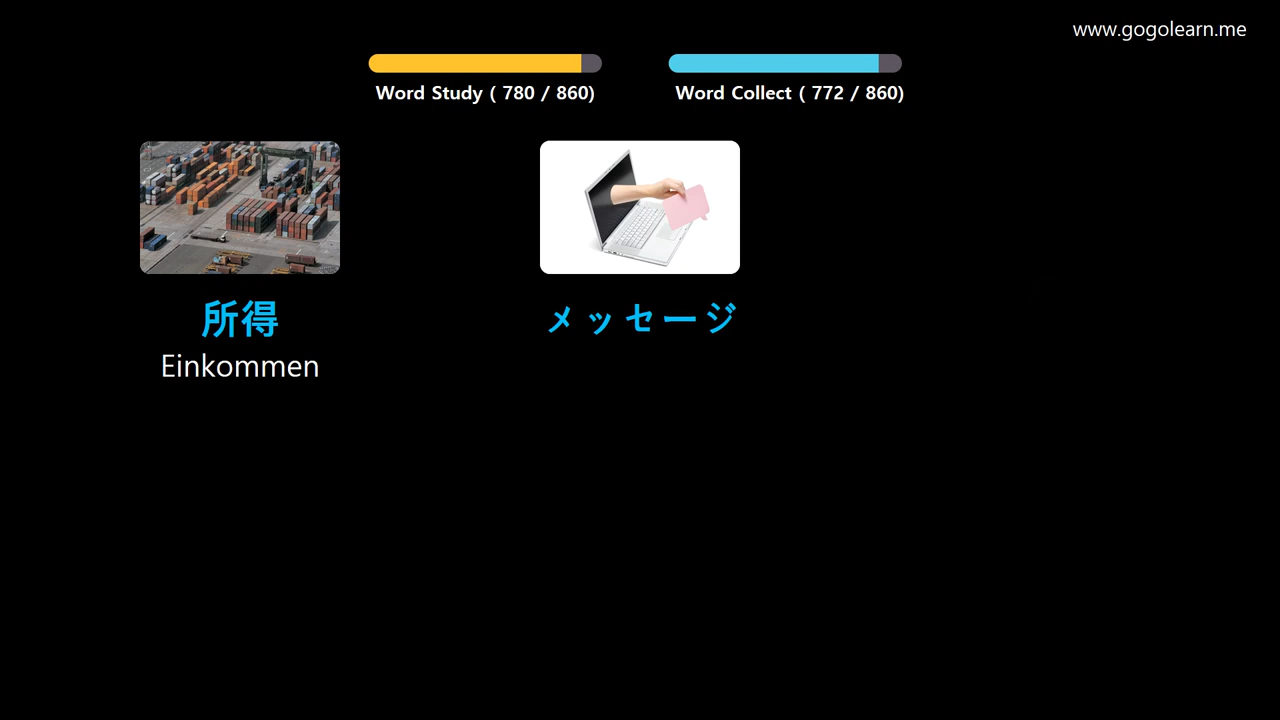 www.gogolearn.me
Word Study ( 780 / 860)
Word Collect ( 772 / 860)
所得
Einkommen
メッセージ